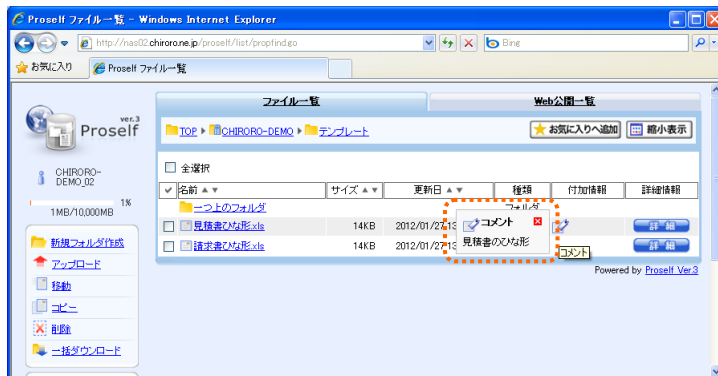 Proself ファイル一覧 - Windows Internet Explorer
http://nas02.chiroro.ne.jp/proself/list/propfind.go
Bing
お気に入り
Proself ファイル一覧
ファイル一覧
Web公開一覧
ver.3
Proself
TOP
CHIRORO-DEMO
テンプレート
お気に入りへ追加
縮小表示
CHIRORO-
DEMO_02
1%
1MB/10,000MB
全選択
名前 ▲▼ サイズ ▲▼ 更新日 ▲▼ 種類 付加情報 詳細情報
一つ上のフォルダ フォルダ
見積書ひな形.xls 14KB 2012/01/27 13 詳細
請求書ひな形.xls 14KB 2012/01/27 13 詳細
コメント
見積書のひな形
コメント
Powered by Proself Ver.3
新規フォルダ作成
アップロード
移動
コピー
削除
一括ダウンロード